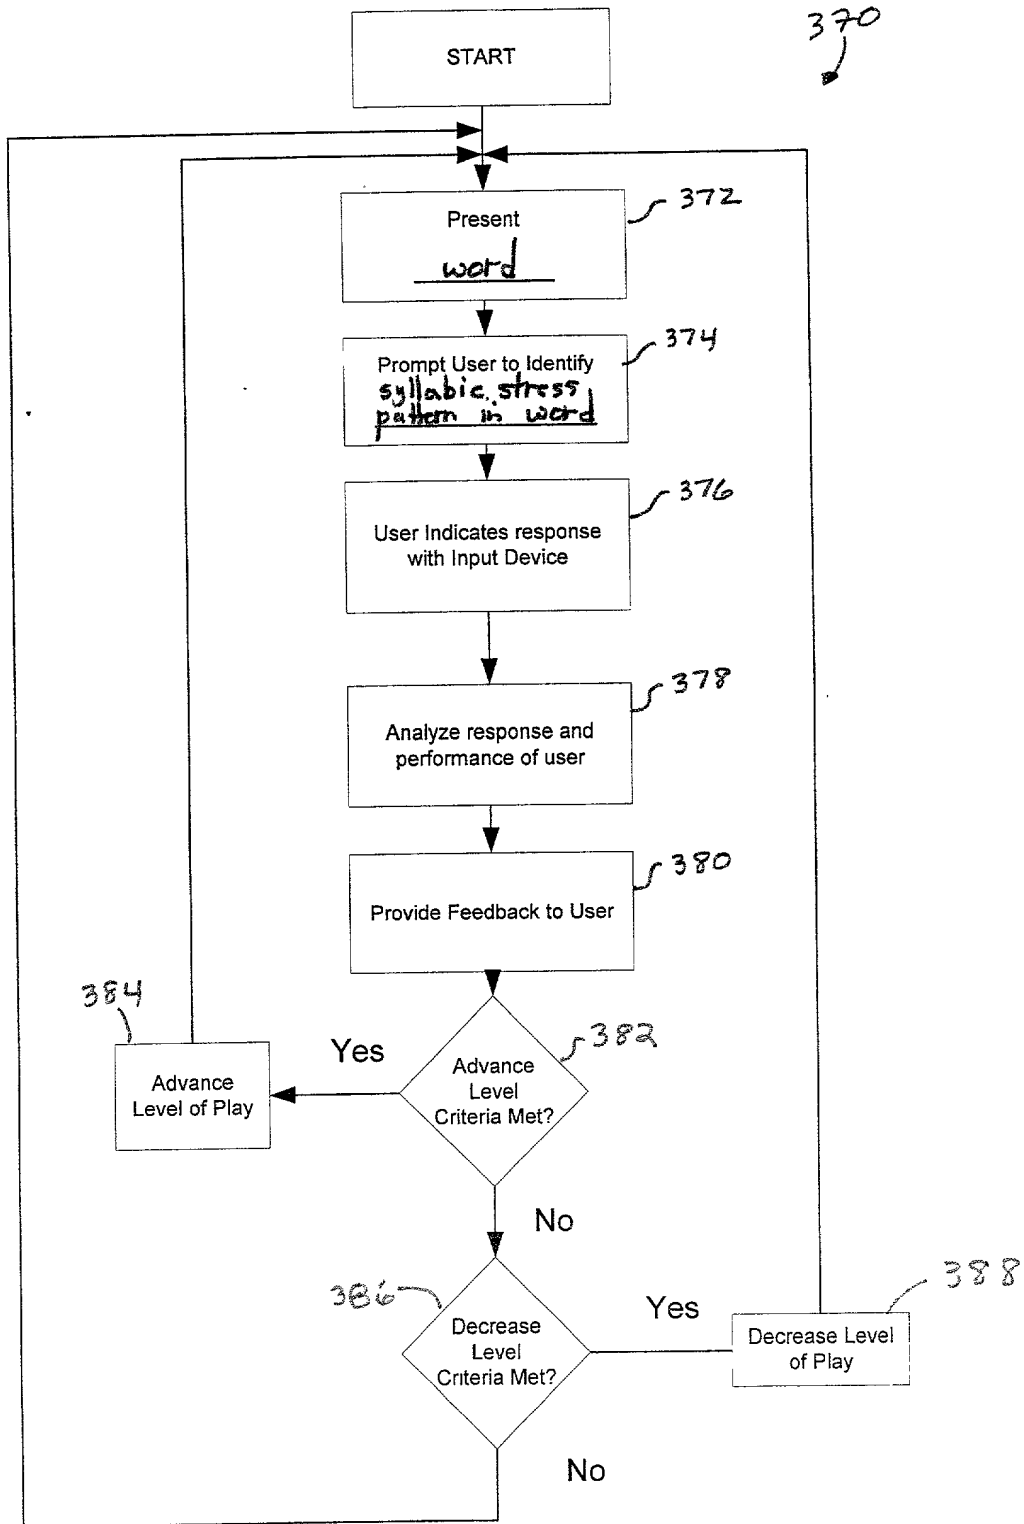 370
START
372
Present
word
374
Prompt User to Identify
syllabic stress
pattern in word
376
User Indicates response
with Input Device
378
Analyze response and
performance of user
380
Provide Feedback to User
384
382
Yes
Advance
Level
Criteria Met?
Advance
Level of Play
No
386
388
Yes
Decrease
Level
Criteria Met?
Decrease Level
of Play
No